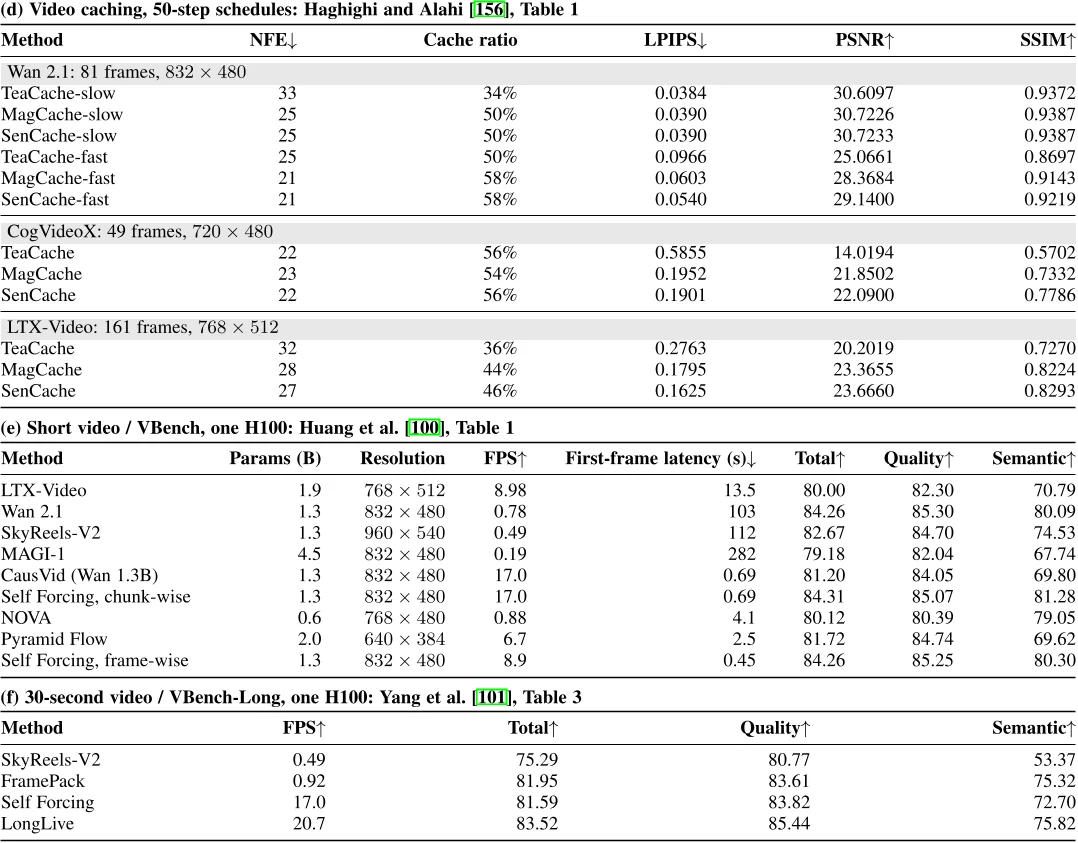 (d) Video caching, 50-step schedules: Haghighi and Alahi [156], Table 1
Method NFE↓ Cache ratio LPIPS↓ PSNR↑ SSIM↑
Wan 2.1: 81 frames, 832 × 480
TeaCache-slow 33 34% 0.0384 30.6097 0.9372
MagCache-slow 25 50% 0.0390 30.7226 0.9387
SenCache-slow 25 50% 0.0390 30.7233 0.9387
TeaCache-fast 25 50% 0.0966 25.0661 0.8697
MagCache-fast 21 58% 0.0603 28.3684 0.9143
SenCache-fast 21 58% 0.0540 29.1400 0.9219
CogVideoX: 49 frames, 720 × 480
TeaCache 22 56% 0.5855 14.0194 0.5702
MagCache 23 54% 0.1952 21.8502 0.7332
SenCache 22 56% 0.1901 22.0900 0.7786
LTX-Video: 161 frames, 768 × 512
TeaCache 32 36% 0.2763 20.2019 0.7270
MagCache 28 44% 0.1795 23.3655 0.8224
SenCache 27 46% 0.1625 23.6660 0.8293
(e) Short video / VBench, one H100: Huang et al. [100], Table 1
Method Params (B) Resolution FPS↑ First-frame latency (s)↓ Total↑ Quality↑ Semantic↑
LTX-Video 1.9 768 × 512 8.98 13.5 80.00 82.30 70.79
Wan 2.1 1.3 832 × 480 0.78 103 84.26 85.30 80.09
SkyReels-V2 1.3 960 × 540 0.49 112 82.67 84.70 74.53
MAGI-1 4.5 832 × 480 0.19 282 79.18 82.04 67.74
CausVid (Wan 1.3B) 1.3 832 × 480 17.0 0.69 81.20 84.05 69.80
Self Forcing, chunk-wise 1.3 832 × 480 17.0 0.69 84.31 85.07 81.28
NOVA 0.6 768 × 480 0.88 4.1 80.12 80.39 79.05
Pyramid Flow 2.0 640 × 384 6.7 2.5 81.72 84.74 69.62
Self Forcing, frame-wise 1.3 832 × 480 8.9 0.45 84.26 85.25 80.30
(f) 30-second video / VBench-Long, one H100: Yang et al. [101], Table 3
Method FPS↑ Total↑ Quality↑ Semantic↑
SkyReels-V2 0.49 75.29 80.77 53.37
FramePack 0.92 81.95 83.61 75.32
Self Forcing 17.0 81.59 83.82 72.70
LongLive 20.7 83.52 85.44 75.82